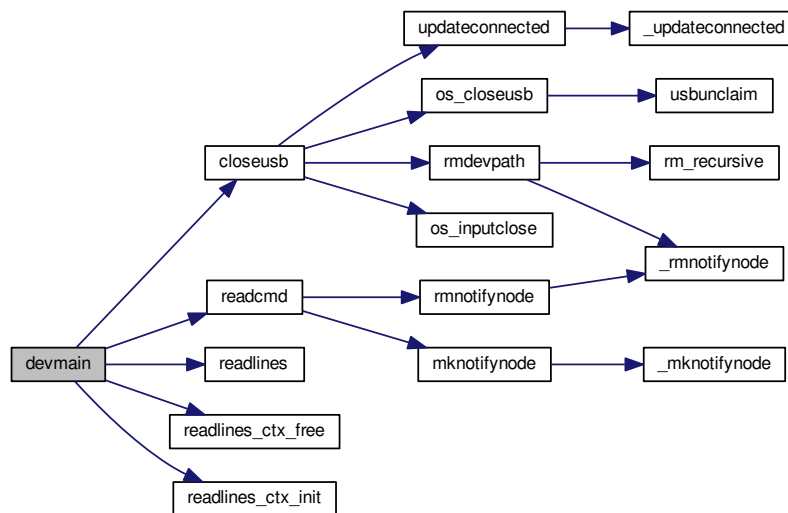 updateconnected
_updateconnected
os_closeusb
usbunclaim
closeusb
rmdevpath
rm_recursive
os_inputclose
_rmnotifynode
readcmd
rmnotifynode
devmain
readlines
mknotifynode
_mknotifynode
readlines_ctx_free
readlines_ctx_init